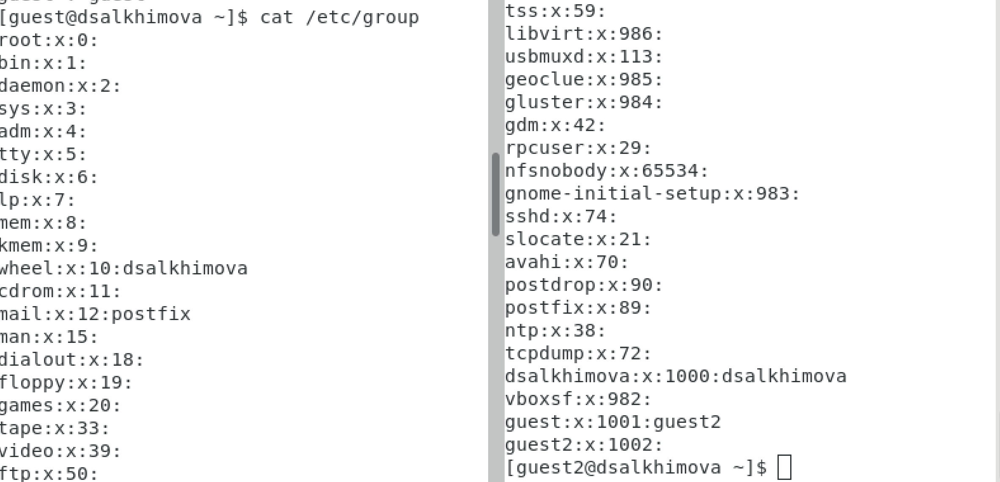 [guest@dsalkhimova ~]$ cat /etc/group
root:x:0:
bin:x:1:
daemon:x:2:
sys:x:3:
adm:x:4:
tty:x:5:
disk:x:6:
lp:x:7:
mem:x:8:
kmem:x:9:
wheel:x:10:dsalkhimova
cdrom:x:11:
mail:x:12:postfix
man:x:15:
dialout:x:18:
floppy:x:19:
games:x:20:
tape:x:33:
video:x:39:
ftp:x:50:
tss:x:59:
libvirt:x:986:
usbmuxd:x:113:
geoclue:x:985:
gluster:x:984:
gdm:x:42:
rpcuser:x:29:
nfsnobody:x:65534:
gnome-initial-setup:x:983:
sshd:x:74:
slocate:x:21:
avahi:x:70:
postdrop:x:90:
postfix:x:89:
ntp:x:38:
tcpdump:x:72:
dsalkhimova:x:1000:dsalkhimova
vboxsf:x:982:
guest:x:1001:guest2
guest2:x:1002:
[guest2@dsalkhimova ~]$